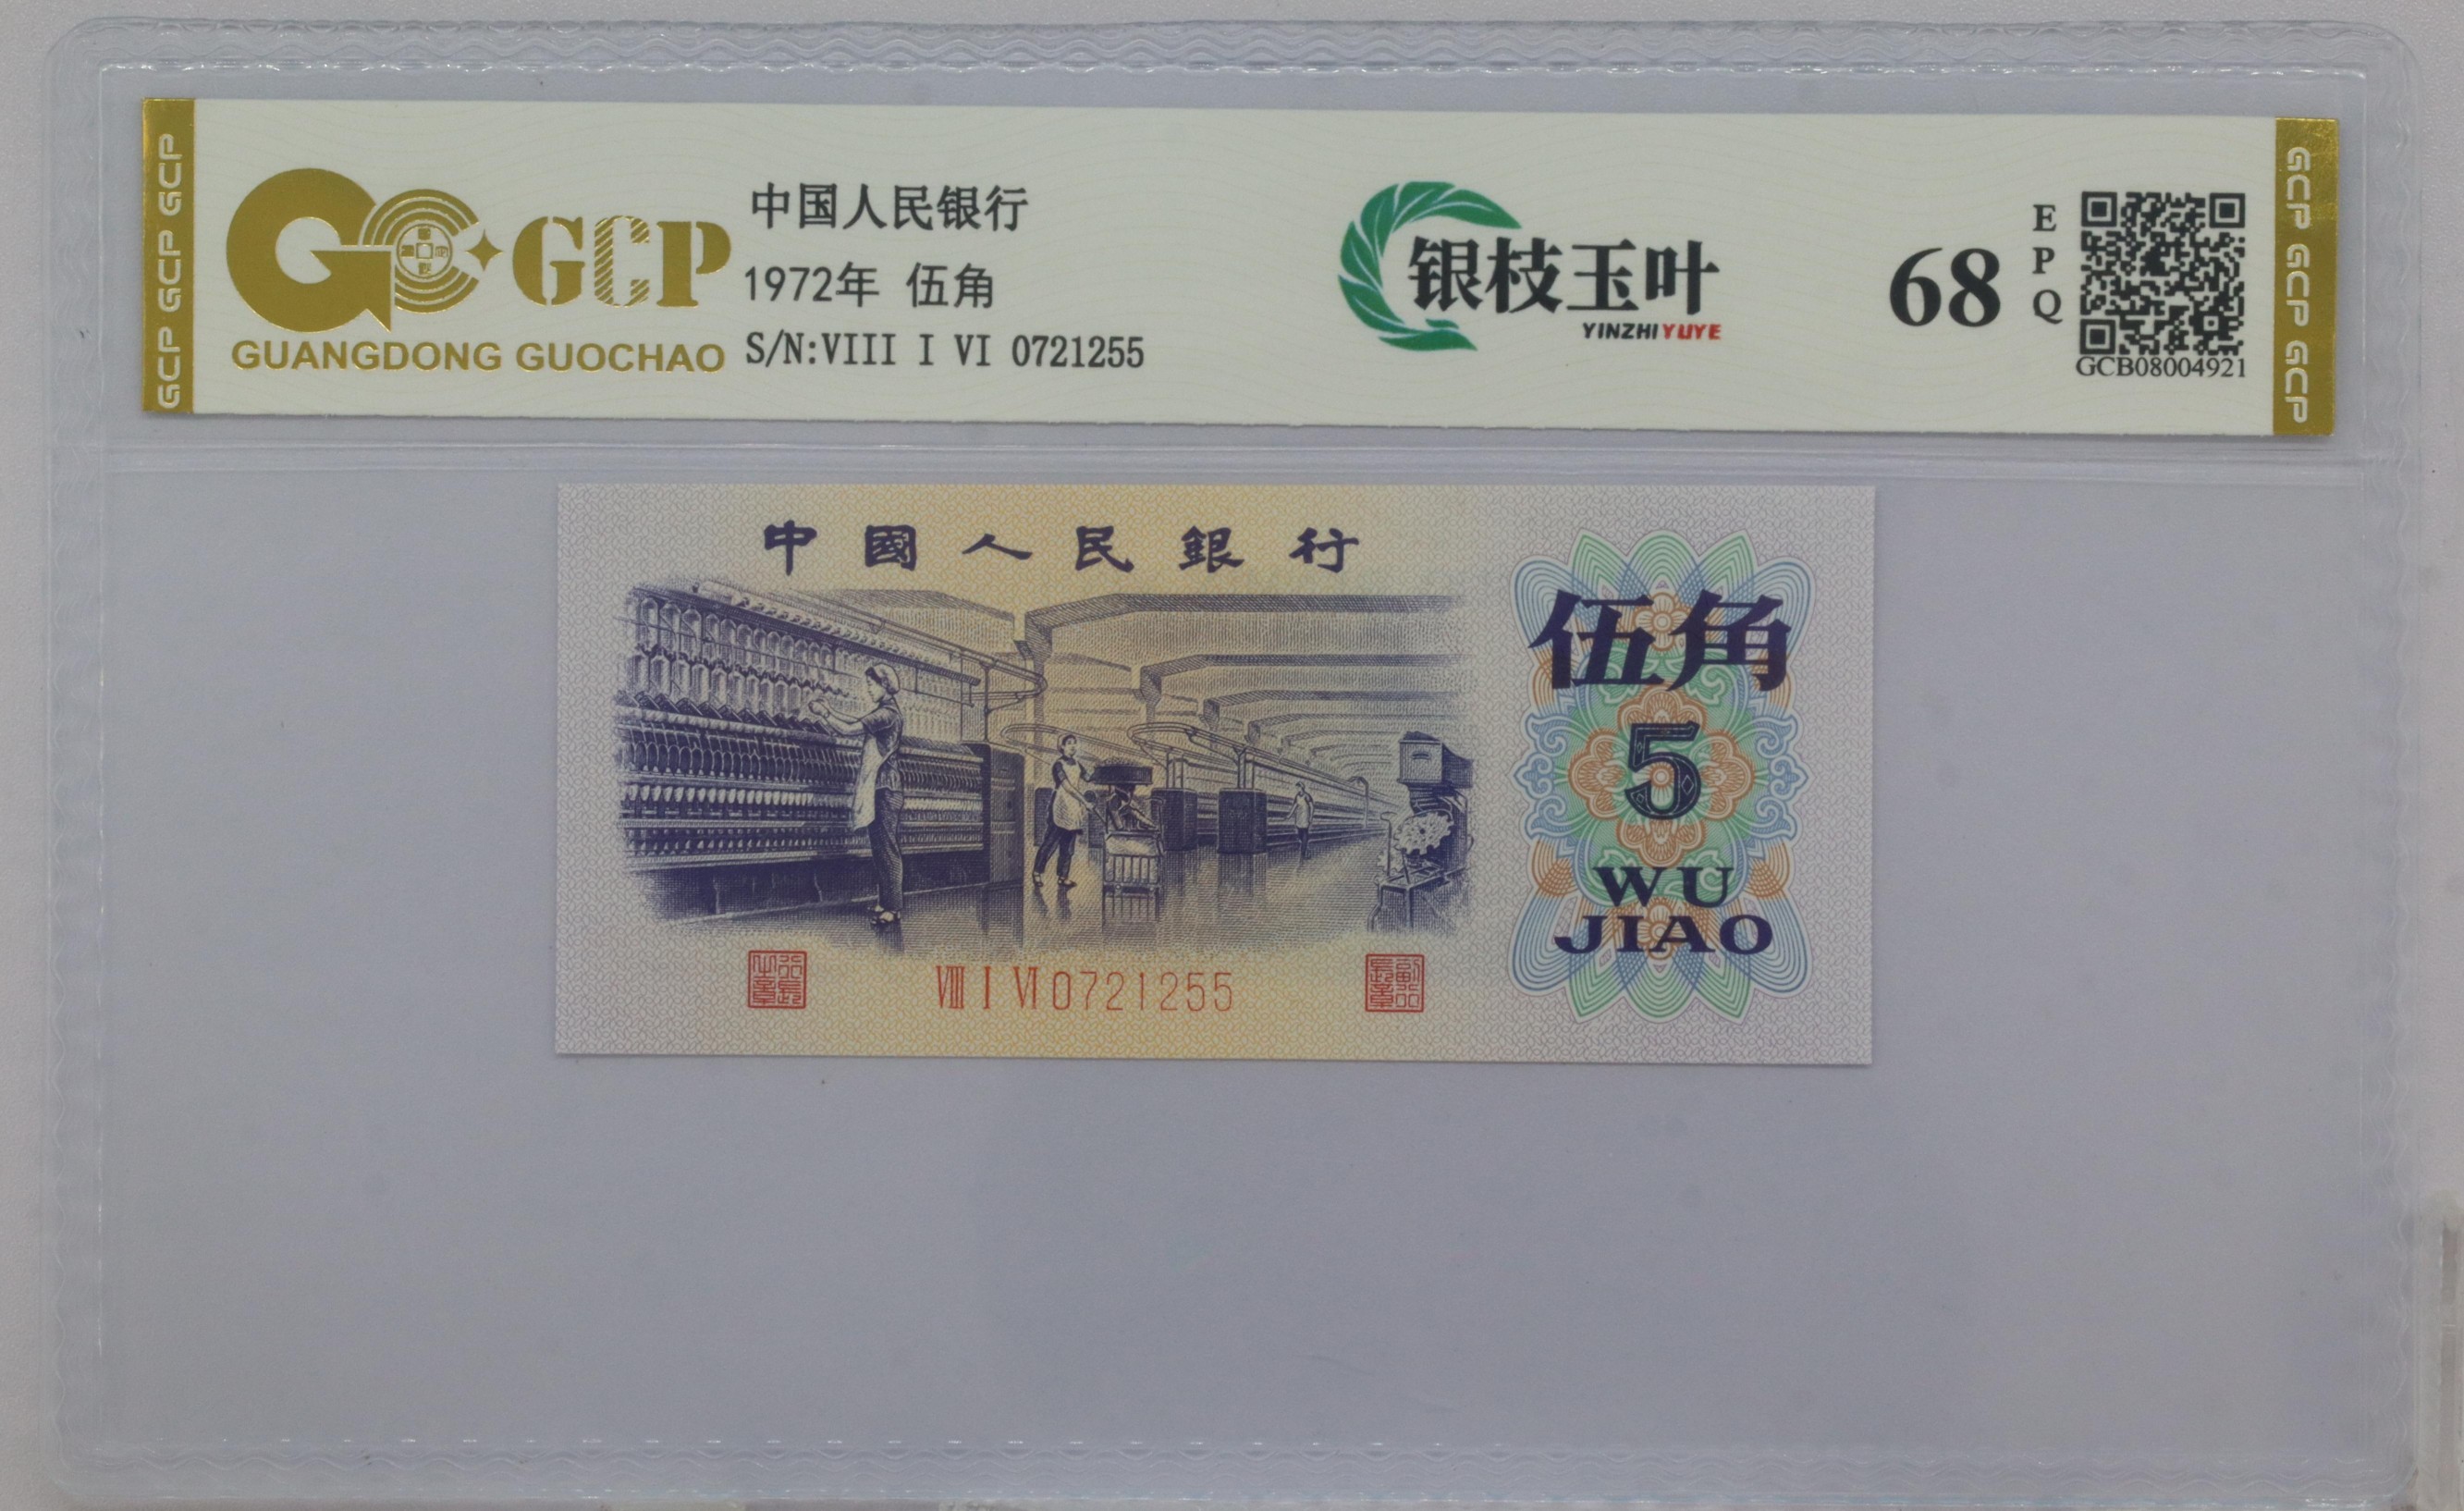 GCP GCP GCP
GCP
GUANGDONG GUOCHAO
中国人民银行
1972年 伍角
S/N:VIII I VI 0721255
银枝玉叶
YINZHIYUYE
68
EPQ
GCB08004921
GCP GCP GCP
中國人民銀行
伍角
5
WU
JIAO
VIII I VI 0721255